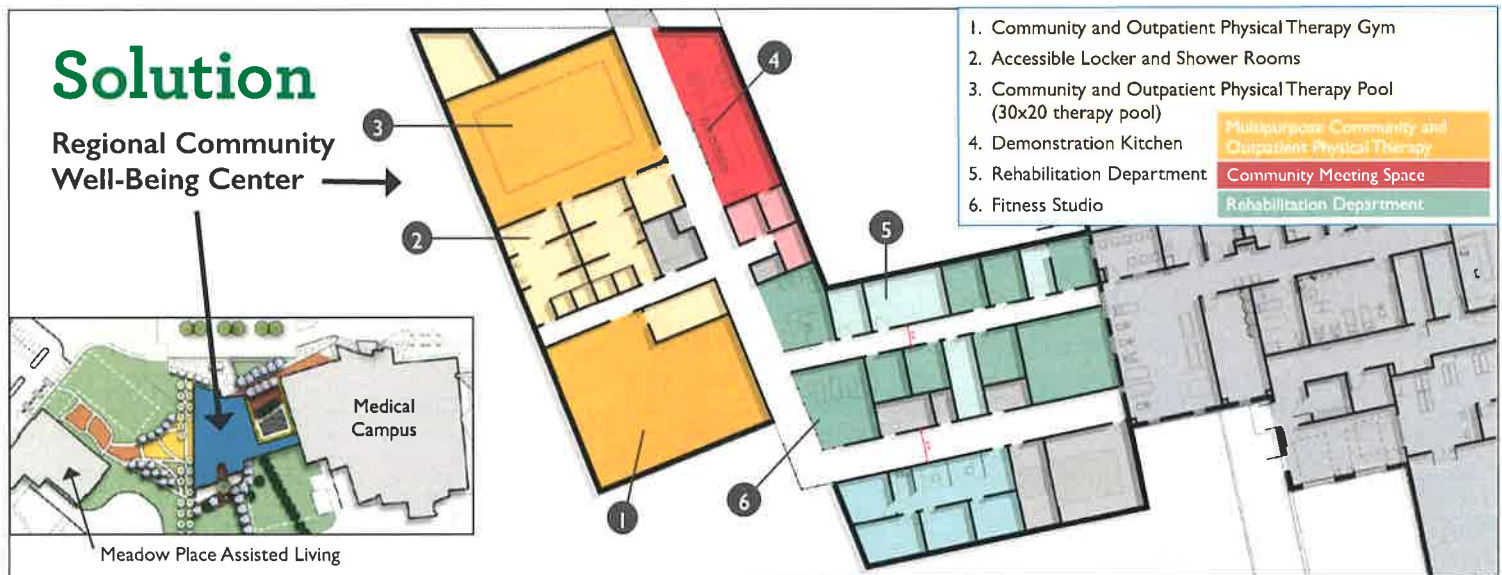 Solution
Regional Community
Well-Being Center
1. Community and Outpatient Physical Therapy Gym
2. Accessible Locker and Shower Rooms
3. Community and Outpatient Physical Therapy Pool
(30x20 therapy pool)
4. Demonstration Kitchen
5. Rehabilitation Department
6. Fitness Studio
Multipurpose Community and
Outpatient Physical Therapy
Community Meeting Space
Rehabilitation Department
3
4
2
5
1
6
Medical
Campus
Meadow Place Assisted Living